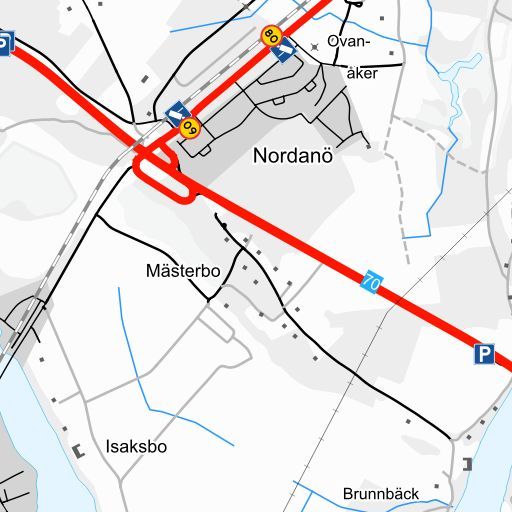 80
Ovan-
åker
P
60
Nordanö
Mästerbo
70
P
Isaksbo
Brunnbäck